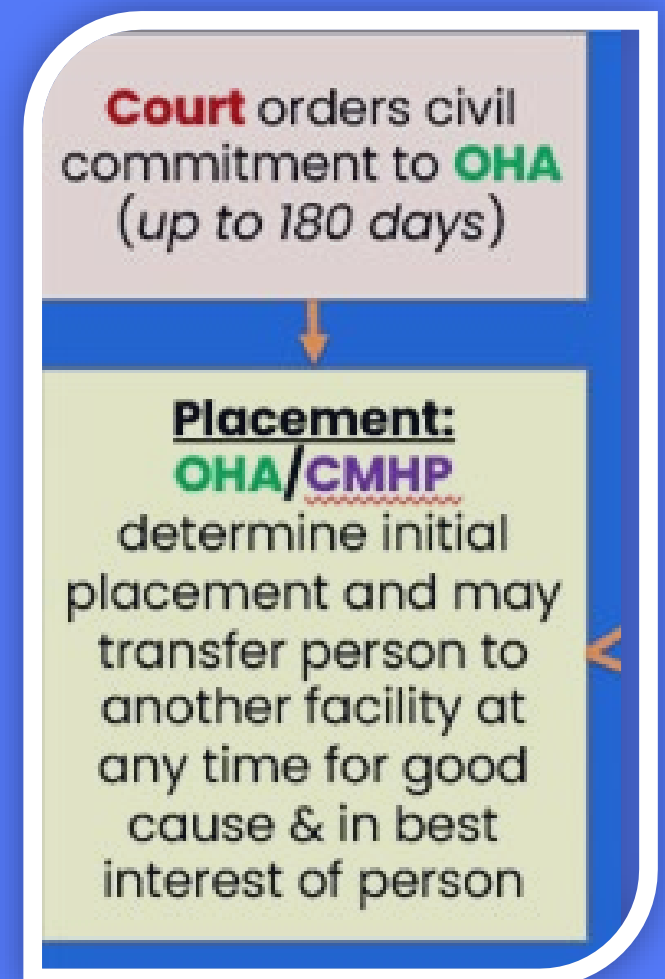 Court orders civil
commitment to OHA
(up to 180 days)
Placement:
OHA/CMHP
determine initial
placement and may
transfer person to
another facility at
any time for good
cause & in best
interest of person